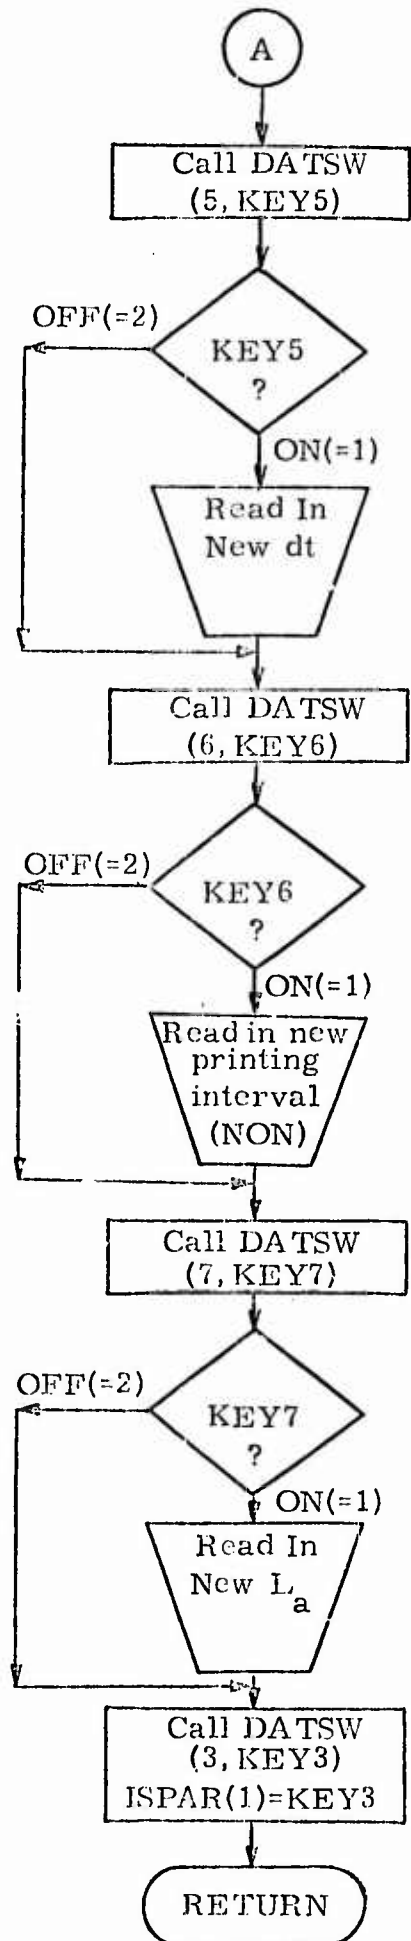 A
Call DATSW
(5, KEY5)
OFF(=2)
KEY5
?
ON(=1)
Read In
New dt
Call DATSW
(6, KEY6)
OFF(=2)
KEY6
?
ON(=1)
Read in new
printing
interval
(NON)
Call DATSW
(7, KEY7)
OFF(=2)
KEY7
?
ON(=1)
Read In
New L_a
Call DATSW
(3, KEY3)
ISPAR(1)=KEY3
RETURN